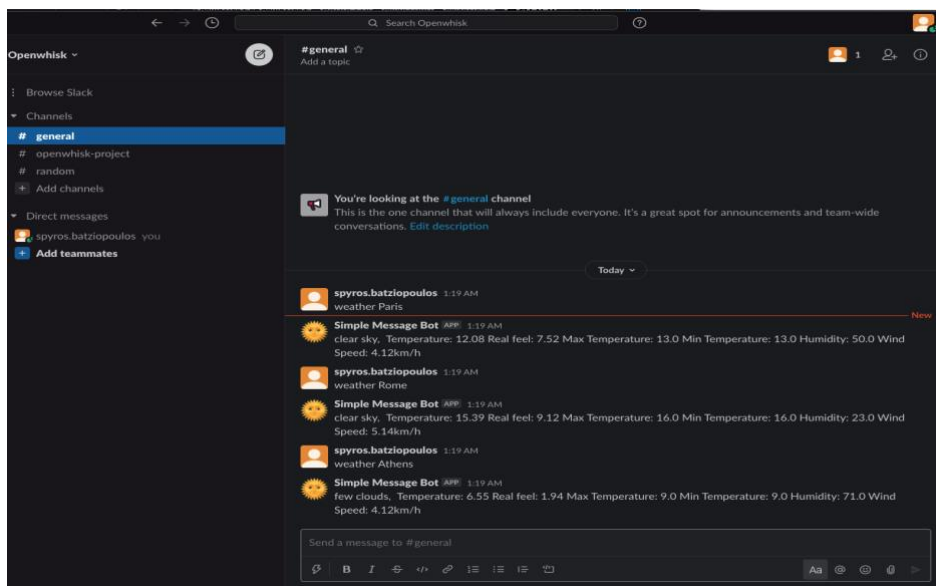 Search Openwhisk
Openwhisk
#general
Add a topic
1
Browse Slack
Channels
# general
# openwhisk-project
# random
+ Add channels
Direct messages
spyros.batziopoulos you
+ Add teammates
You're looking at the #general channel
This is the one channel that will always include everyone. It's a great spot for announcements and team-wide
conversations. Edit description
Today
spyros.batziopoulos 1:19 AM
weather Paris
New
Simple Message Bot APP 1:19 AM
clear sky, Temperature: 12.08 Real feel: 7.52 Max Temperature: 13.0 Min Temperature: 13.0 Humidity: 50.0 Wind
Speed: 4.12km/h
spyros.batziopoulos 1:19 AM
weather Rome
Simple Message Bot APP 1:19 AM
clear sky, Temperature: 15.39 Real feel: 9.12 Max Temperature: 16.0 Min Temperature: 16.0 Humidity: 23.0 Wind
Speed: 5.14km/h
spyros.batziopoulos 1:19 AM
weather Athens
Simple Message Bot APP 1:19 AM
few clouds, Temperature: 6.55 Real feel: 1.94 Max Temperature: 9.0 Min Temperature: 9.0 Humidity: 71.0 Wind
Speed: 4.12km/h
Send a message to #general
B I S </> Aa @